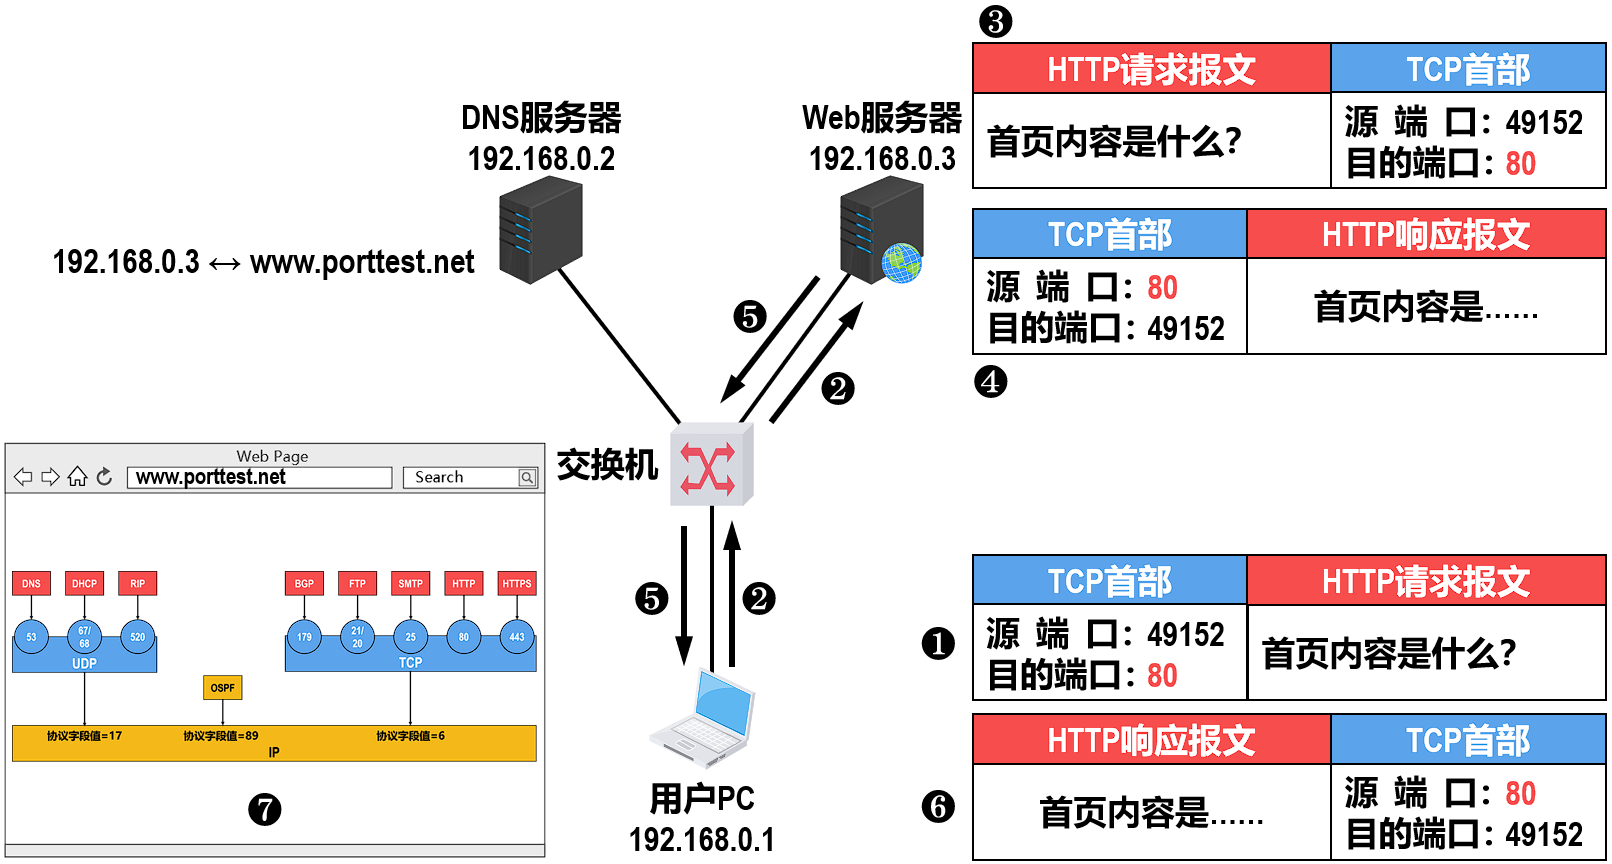 ❸
HTTP请求报文 TCP首部
首页内容是什么？
源端口：49152
目的端口：80
TCP首部 HTTP响应报文
源端口：80
目的端口：49152
首页内容是……
❹
DNS服务器
192.168.0.2
Web服务器
192.168.0.3
192.168.0.3 ↔ www.porttest.net
❺
❷
交换机
❺
❷
用户PC
192.168.0.1
Web Page
www.porttest.net Search
DNS DHCP RIP BGP FTP SMTP HTTP HTTPS
53 67/68 520 179 21/20 25 80 443
UDP TCP
OSPF
协议字段值=17 协议字段值=89 协议字段值=6
IP
❼
❶
TCP首部 HTTP请求报文
源端口：49152
目的端口：80
首页内容是什么？
❻
HTTP响应报文 TCP首部
首页内容是……
源端口：80
目的端口：49152